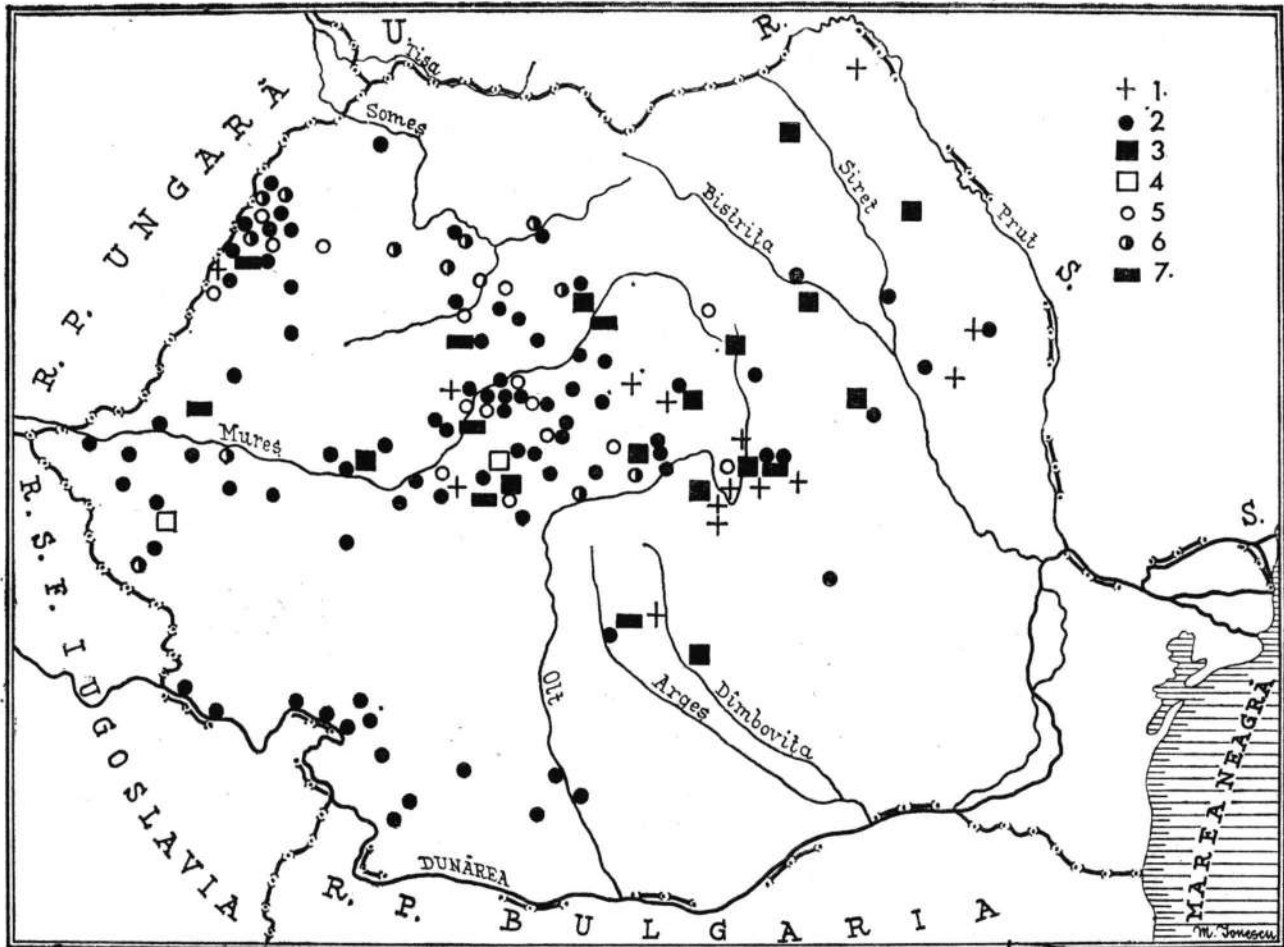 U. R. S. S.
R. P. UNGARĂ
R. S. F. IUGOSLAVIA
R. P. BULGARIA
MAREA NEAGRĂ
Tisa
Someș
Bistrița
Siret
Prut
Mureș
Olt
Argeș
Dîmbovița
DUNĂREA
1.
2
3
4
5
6
7.
M. Ionescu